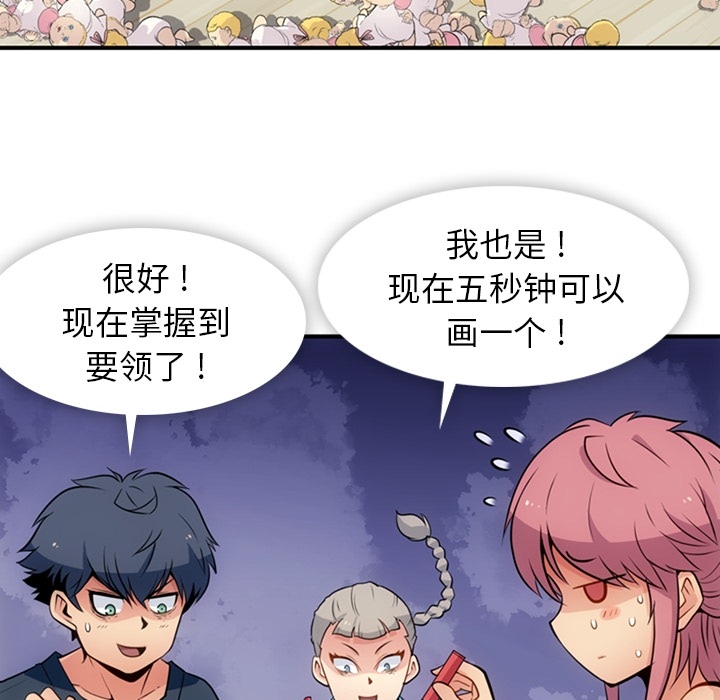 很好！
现在掌握到
要领了！
我也是！
现在五秒钟可以
画一个！